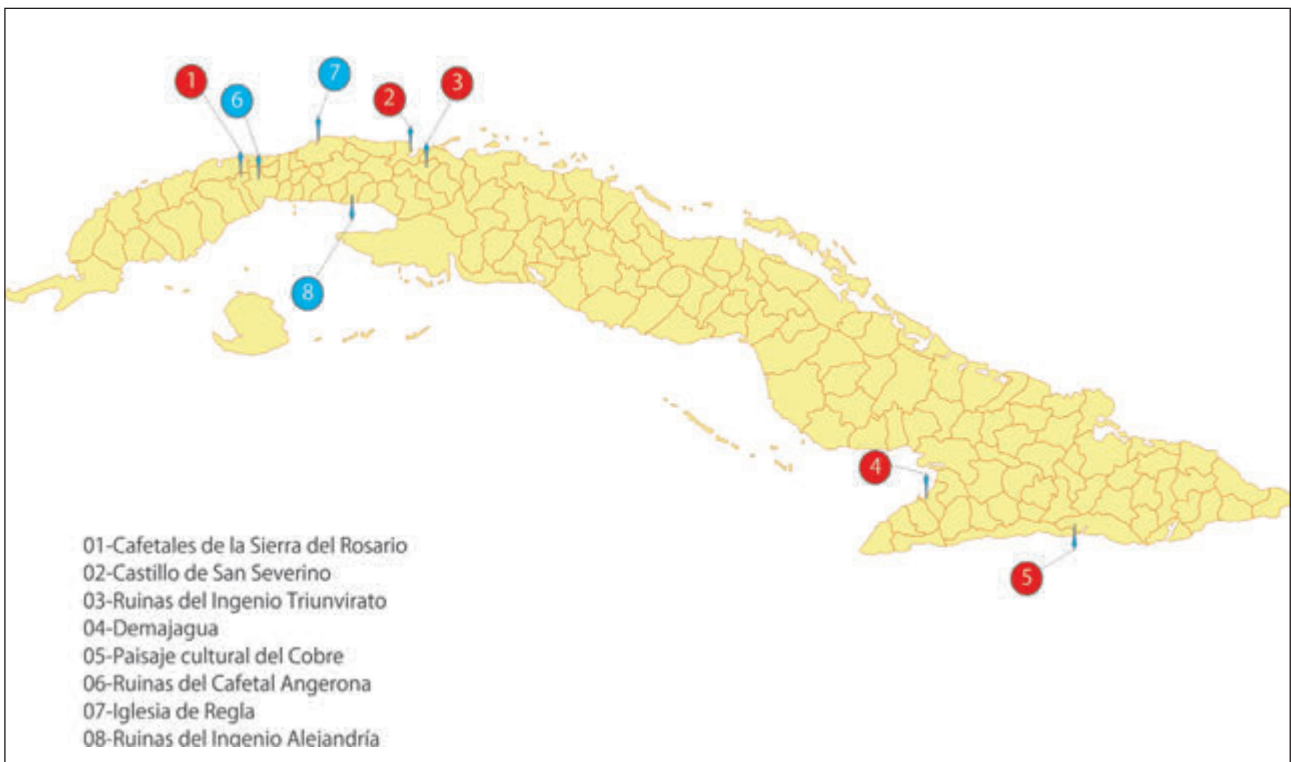 1
6
7
2
3
8
4
5
01-Cafetales de la Sierra del Rosario
02-Castillo de San Severino
03-Ruinas del Ingenio Triunvirato
04-Demajagua
05-Paisaje cultural del Cobre
06-Ruinas del Cafetal Angerona
07-Iglesia de Regla
08-Ruinas del Ingenio Alejandría